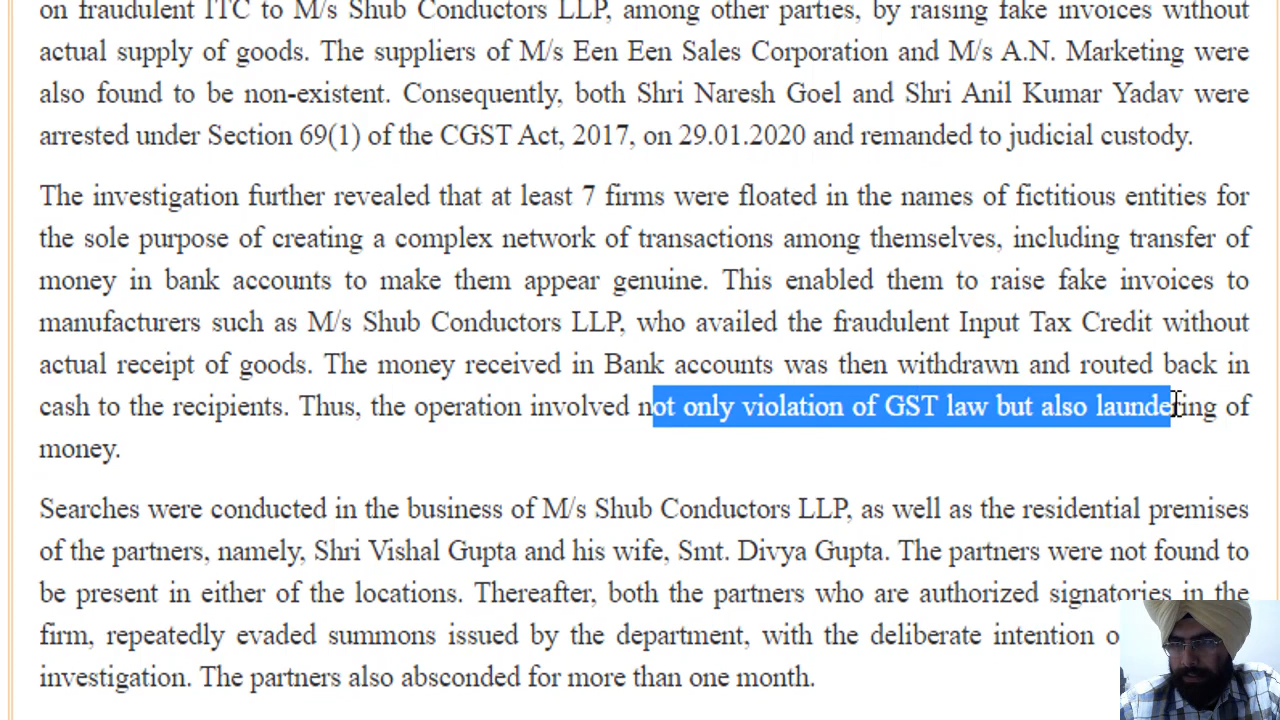 on fraudulent ITC to M/s Shub Conductors LLP, among other parties, by raising fake invoices without
actual supply of goods. The suppliers of M/s Een Een Sales Corporation and M/s A.N. Marketing were
also found to be non-existent. Consequently, both Shri Naresh Goel and Shri Anil Kumar Yadav were
arrested under Section 69(1) of the CGST Act, 2017, on 29.01.2020 and remanded to judicial custody.
The investigation further revealed that at least 7 firms were floated in the names of fictitious entities for
the sole purpose of creating a complex network of transactions among themselves, including transfer of
money in bank accounts to make them appear genuine. This enabled them to raise fake invoices to
manufacturers such as M/s Shub Conductors LLP, who availed the fraudulent Input Tax Credit without
actual receipt of goods. The money received in Bank accounts was then withdrawn and routed back in
cash to the recipients. Thus, the operation involved not only violation of GST law but also laundering of
money.
Searches were conducted in the business of M/s Shub Conductors LLP, as well as the residential premises
of the partners, namely, Shri Vishal Gupta and his wife, Smt. Divya Gupta. The partners were not found to
be present in either of the locations. Thereafter, both the partners who are authorized signatories in the
firm, repeatedly evaded summons issued by the department, with the deliberate intention
investigation. The partners also absconded for more than one month.